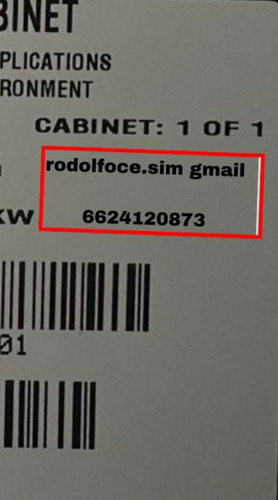 BINET
PLICATIONS
RONMENT
CABINET: 1 OF 1
rodolfoce.sim gmail
KW 6624120873
01